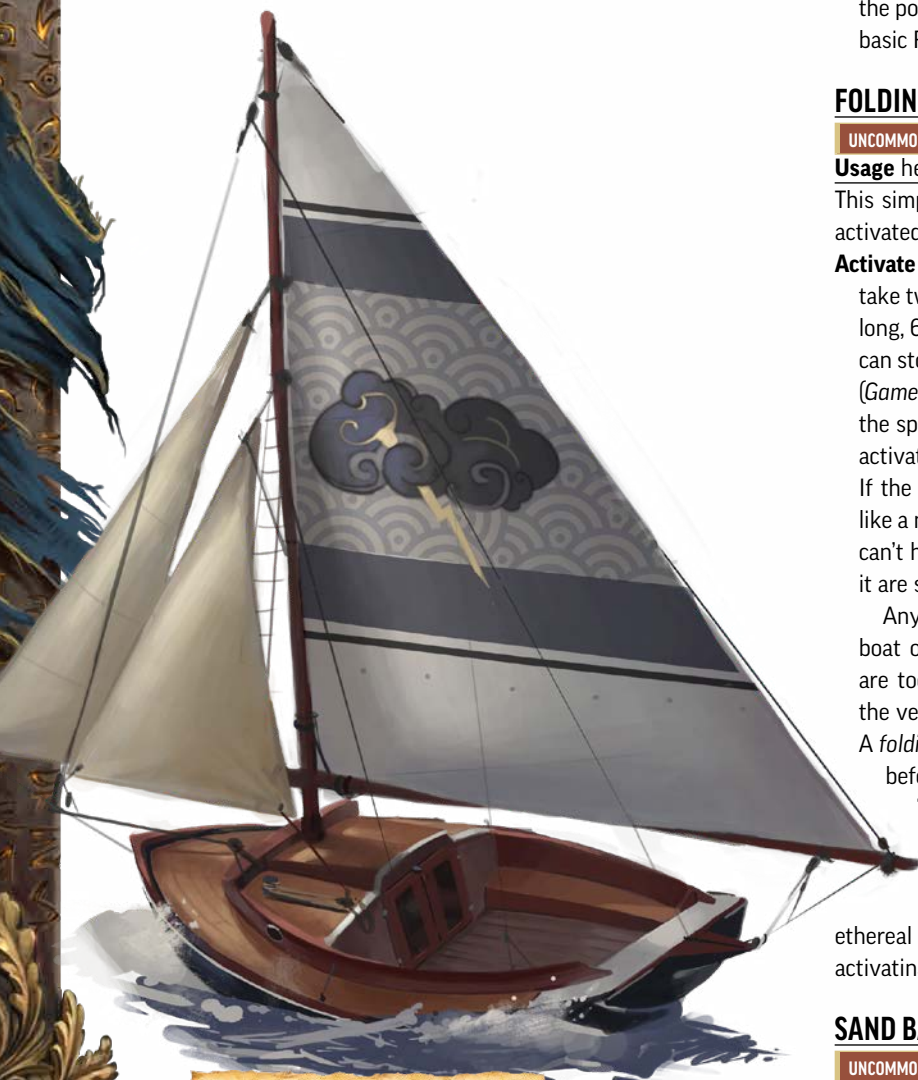 the po
basic F
FOLDIN
UNCOMMO
Usage he
This simp
activated
Activate
take tw
long, 6
can sto
(Game
the sp
activat
If the
like a
can't h
it are s
Any
boat o
are to
the ve
A foldi
befo
ethereal
activatin
SAND BA
UNCOMMO